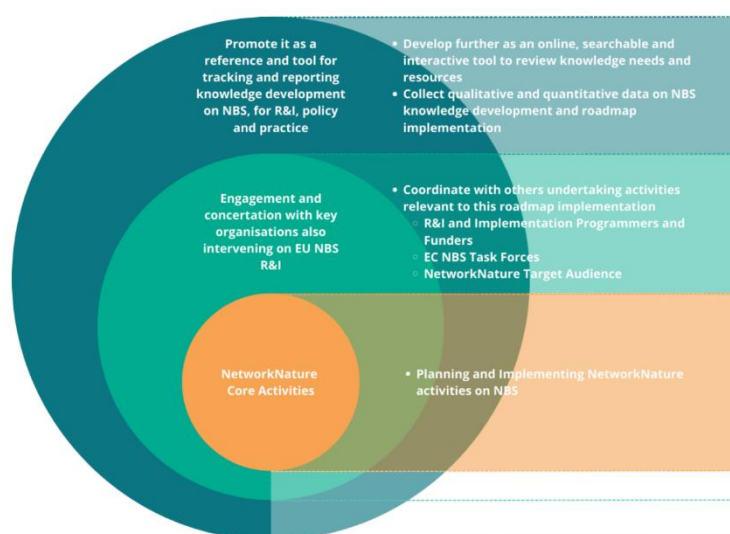 Promote it as a
reference and tool for
tracking and reporting
knowledge development
on NBS, for R&I, policy
and practice
• Develop further as an online, searchable and
interactive tool to review knowledge needs and
resources
• Collect qualitative and quantitative data on NBS
knowledge development and roadmap
implementation
Engagement and
concertation with key
organisations also
intervening on EU NBS
R&I
• Coordinate with others undertaking activities
relevant to this roadmap implementation
○ R&I and Implementation Programmers and
Funders
○ EC NBS Task Forces
○ NetworkNature Target Audience
NetworkNature
Core Activities
• Planning and Implementing NetworkNature
activities on NBS